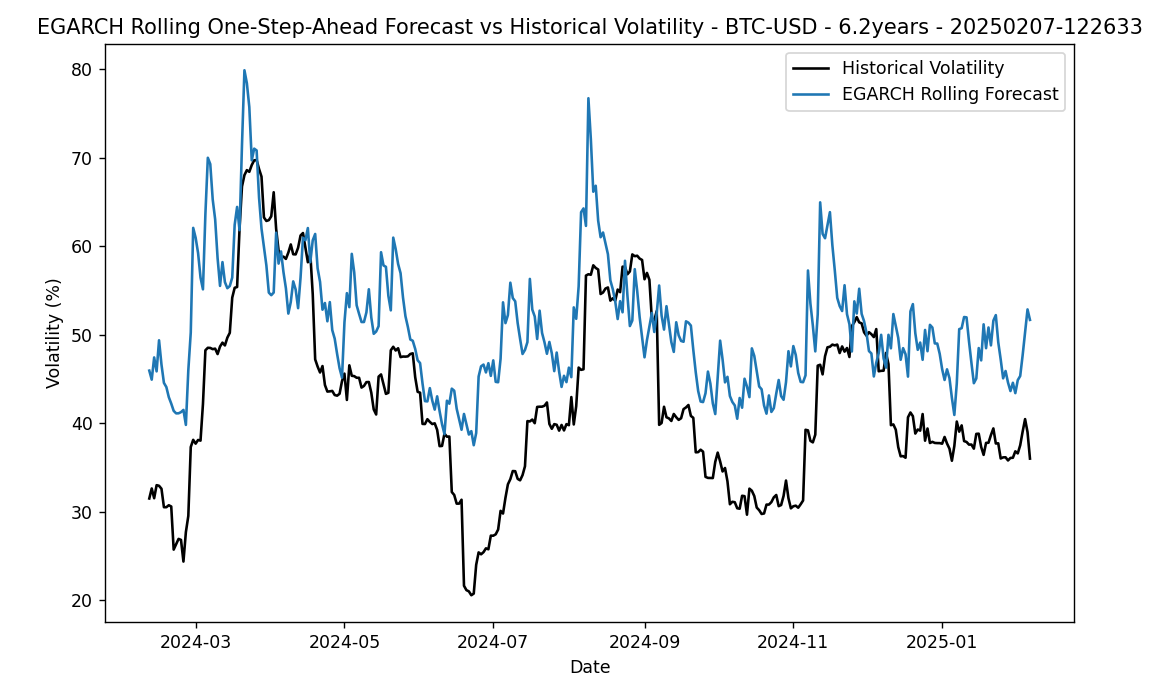 EGARCH Rolling One-Step-Ahead Forecast vs Historical Volatility - BTC-USD - 6.2years - 20250207-122633
Historical Volatility
EGARCH Rolling Forecast
Volatility (%)
80
70
60
50
40
30
20
2024-03 2024-05 2024-07 2024-09 2024-11 2025-01
Date